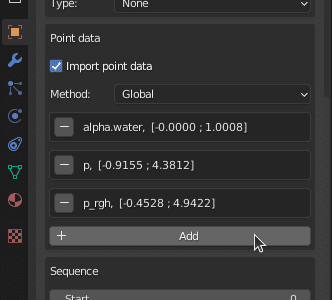 Type: None
Point data
Import point data
Method: Global
alpha.water, [-0.0000 ; 1.0008]
p, [-0.9155 ; 4.3812]
p_rgh, [-0.4528 ; 4.9422]
Add
Sequence
Start 0